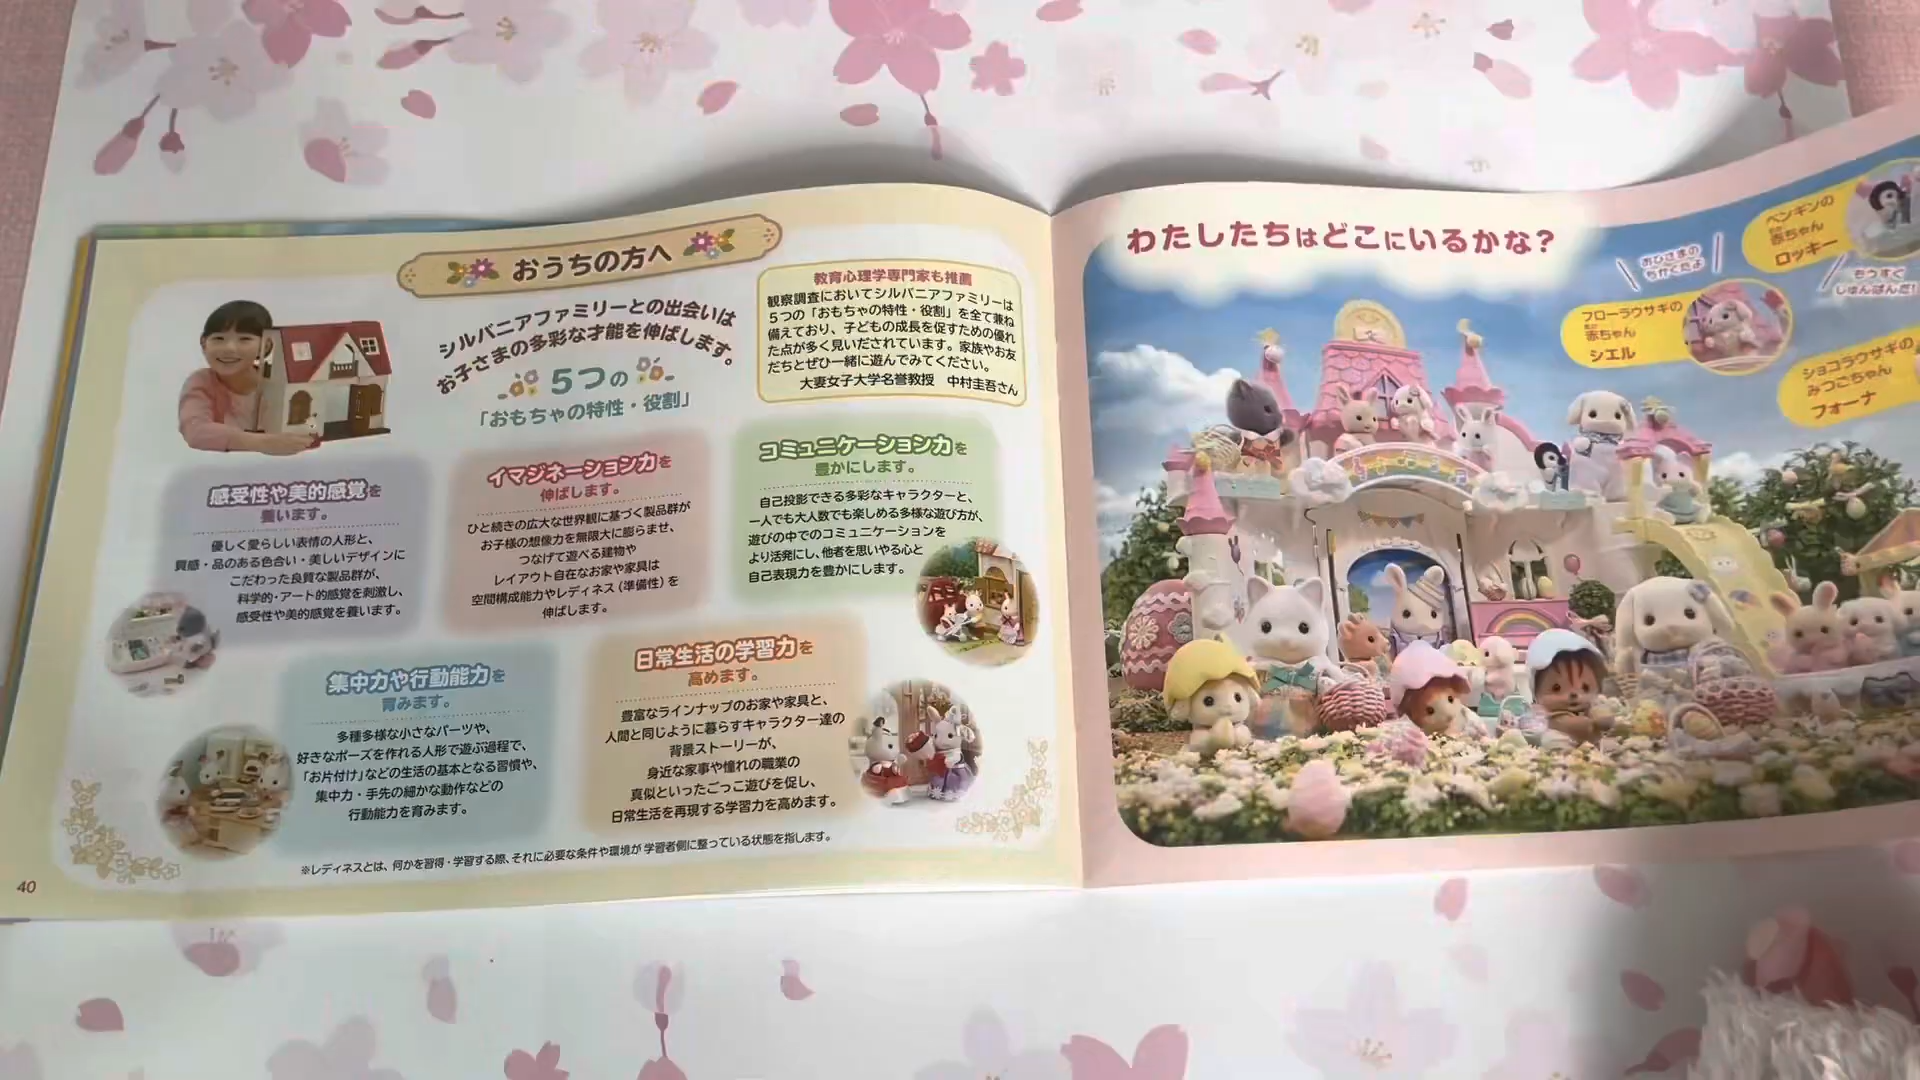 おうちの方へ
シルバニアファミリーとの出会いは
お子さまの多彩な才能を伸ばします。
5つの
「おもちゃの特性・役割」
教育心理学専門家も推薦
観察調査においてシルバニアファミリーは
5つの「おもちゃの特性・役割」を全て兼ね
備えており、子どもの成長を促すための優れ
た点が多く見いだされています。家族やお友
だちとぜひ一緒に遊んでみてください。
大妻女子大学名誉教授　中村圭吾さん
感受性や美的感覚を
養います。
優しく愛らしい表情の人形と、
質感・品のある色合い・美しいデザインに
こだわった良質な製品群が、
科学的・アート的感覚を刺激し、
感受性や美的感覚を養います。
イマジネーション力を
伸ばします。
ひと続きの広大な世界観に基づく製品群が
お子様の想像力を無限大に膨らませ、
つなげて遊べる建物や
レイアウト自在なお家や家具は
空間構成能力やレディネス(準備性)を
伸ばします。
コミュニケーション力を
豊かにします。
自己投影できる多彩なキャラクターと、
一人でも大人数でも楽しめる多様な遊び方が、
遊びの中でのコミュニケーションを
より活発にし、他者を思いやる心と
自己表現力を豊かにします。
集中力や行動能力を
育みます。
多種多様な小さなパーツや、
好きなポーズを作れる人形で遊ぶ過程で、
「お片付け」などの生活の基本となる習慣や、
集中力・手先の細かな動作などの
行動能力を育みます。
日常生活の学習力を
高めます。
豊富なラインナップのお家や家具と、
人間と同じように暮らすキャラクター達の
背景ストーリーが、
身近な家事や憧れの職業の
真似といったごっこ遊びを促し、
日常生活を再現する学習力を高めます。
※レディネスとは、何かを習得・学習する際、それに必要な条件や環境が学習者側に整っている状態を指します。
40
わたしたちはどこにいるかな?
おひさまの
ちかくだよ
フローラウサギの
赤ちゃん
シエル
ペンギンの
赤ちゃん
ロッキー
もうすぐ
しゅっぱつだ!
ショコラウサギの
みつごちゃん
フォーナ